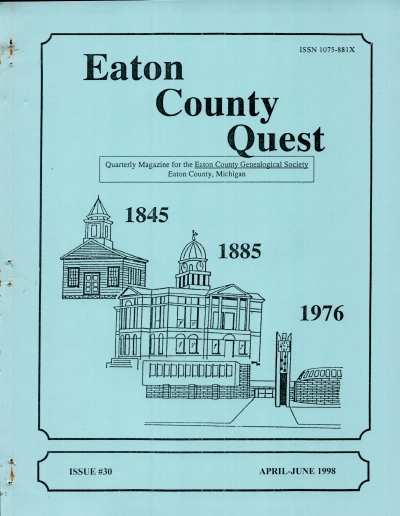 ISSN 1075-881X
Eaton
County
Quest
Quarterly Magazine for the Eaton County Genealogical Society
Eaton County, Michigan
1845
1885
1976
ISSUE #30
APRIL-JUNE 1998